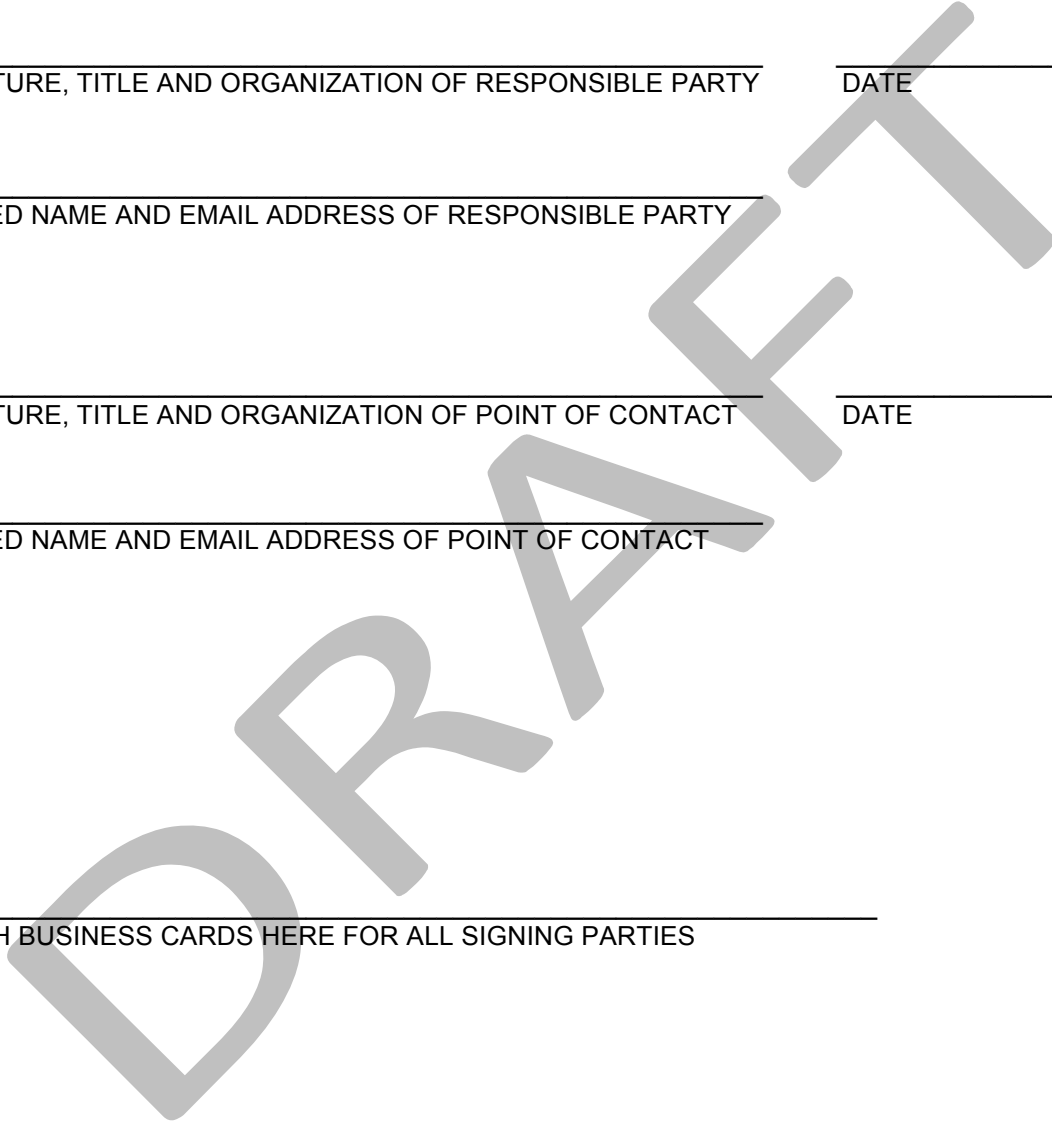 TURE, TITLE AND ORGANIZATION OF RESPONSIBLE PARTY DATE
ED NAME AND EMAIL ADDRESS OF RESPONSIBLE PARTY
TURE, TITLE AND ORGANIZATION OF POINT OF CONTACT DATE
ED NAME AND EMAIL ADDRESS OF POINT OF CONTACT
H BUSINESS CARDS HERE FOR ALL SIGNING PARTIES
DRAFT